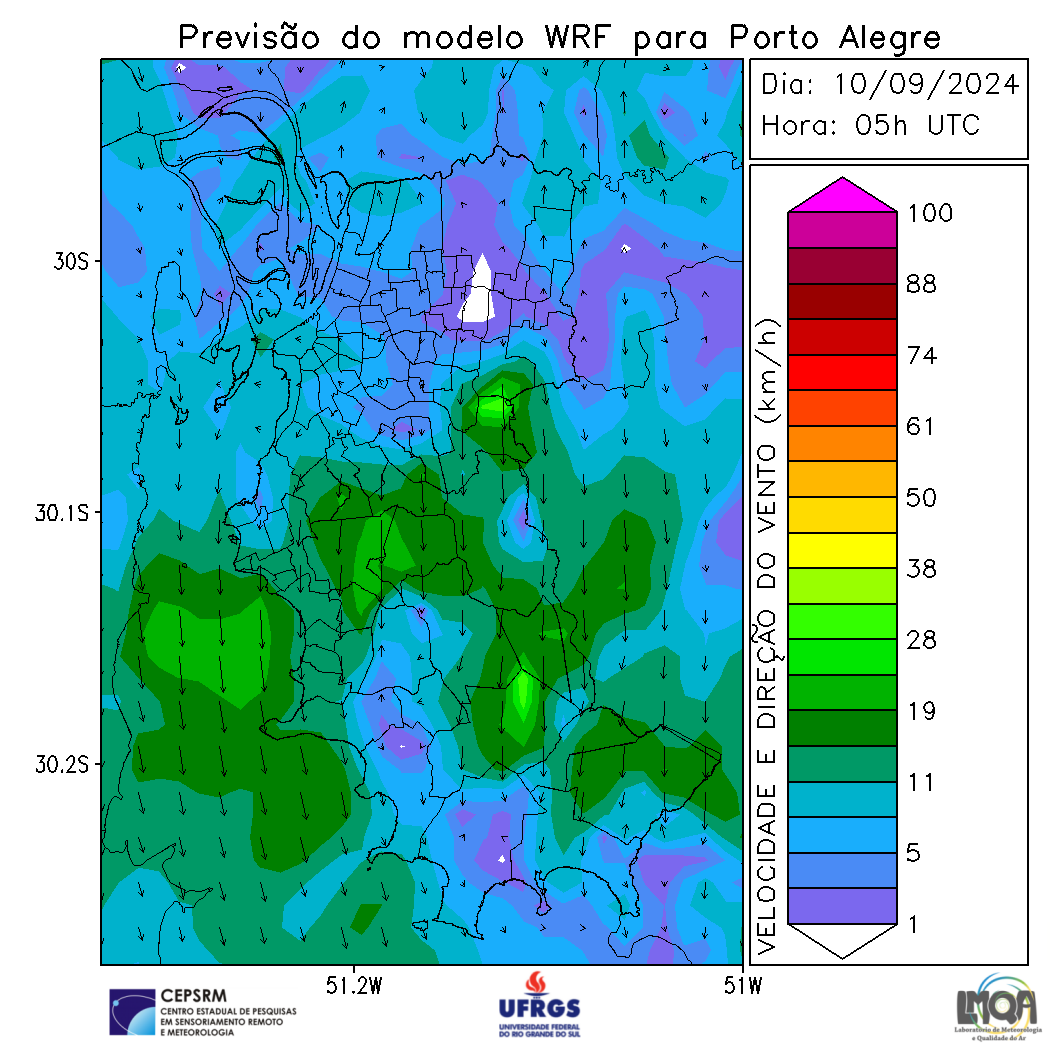 Previsão do modelo WRF para Porto Alegre
Dia: 10/09/2024
Hora: 05h UTC
30S
30.1S
30.2S
51.2W
51W
VELOCIDADE E DIREÇÃO DO VENTO (km/h)
100
88
74
61
50
38
28
19
11
5
1
CEPSRM
CENTRO ESTADUAL DE PESQUISAS
EM SENSORIAMENTO REMOTO
E METEOROLOGIA
UFRGS
UNIVERSIDADE FEDERAL
DO RIO GRANDE DO SUL
LMQA
Laboratório de Meteorologia
e Qualidade do Ar